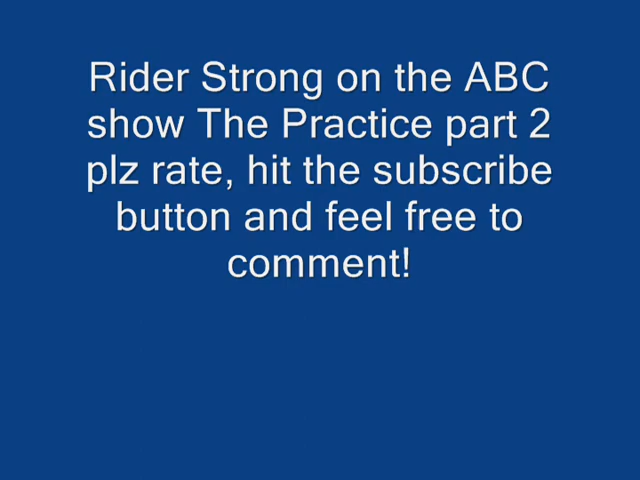 Rider Strong on the ABC
show The Practice part 2
plz rate, hit the subscribe
button and feel free to
comment!